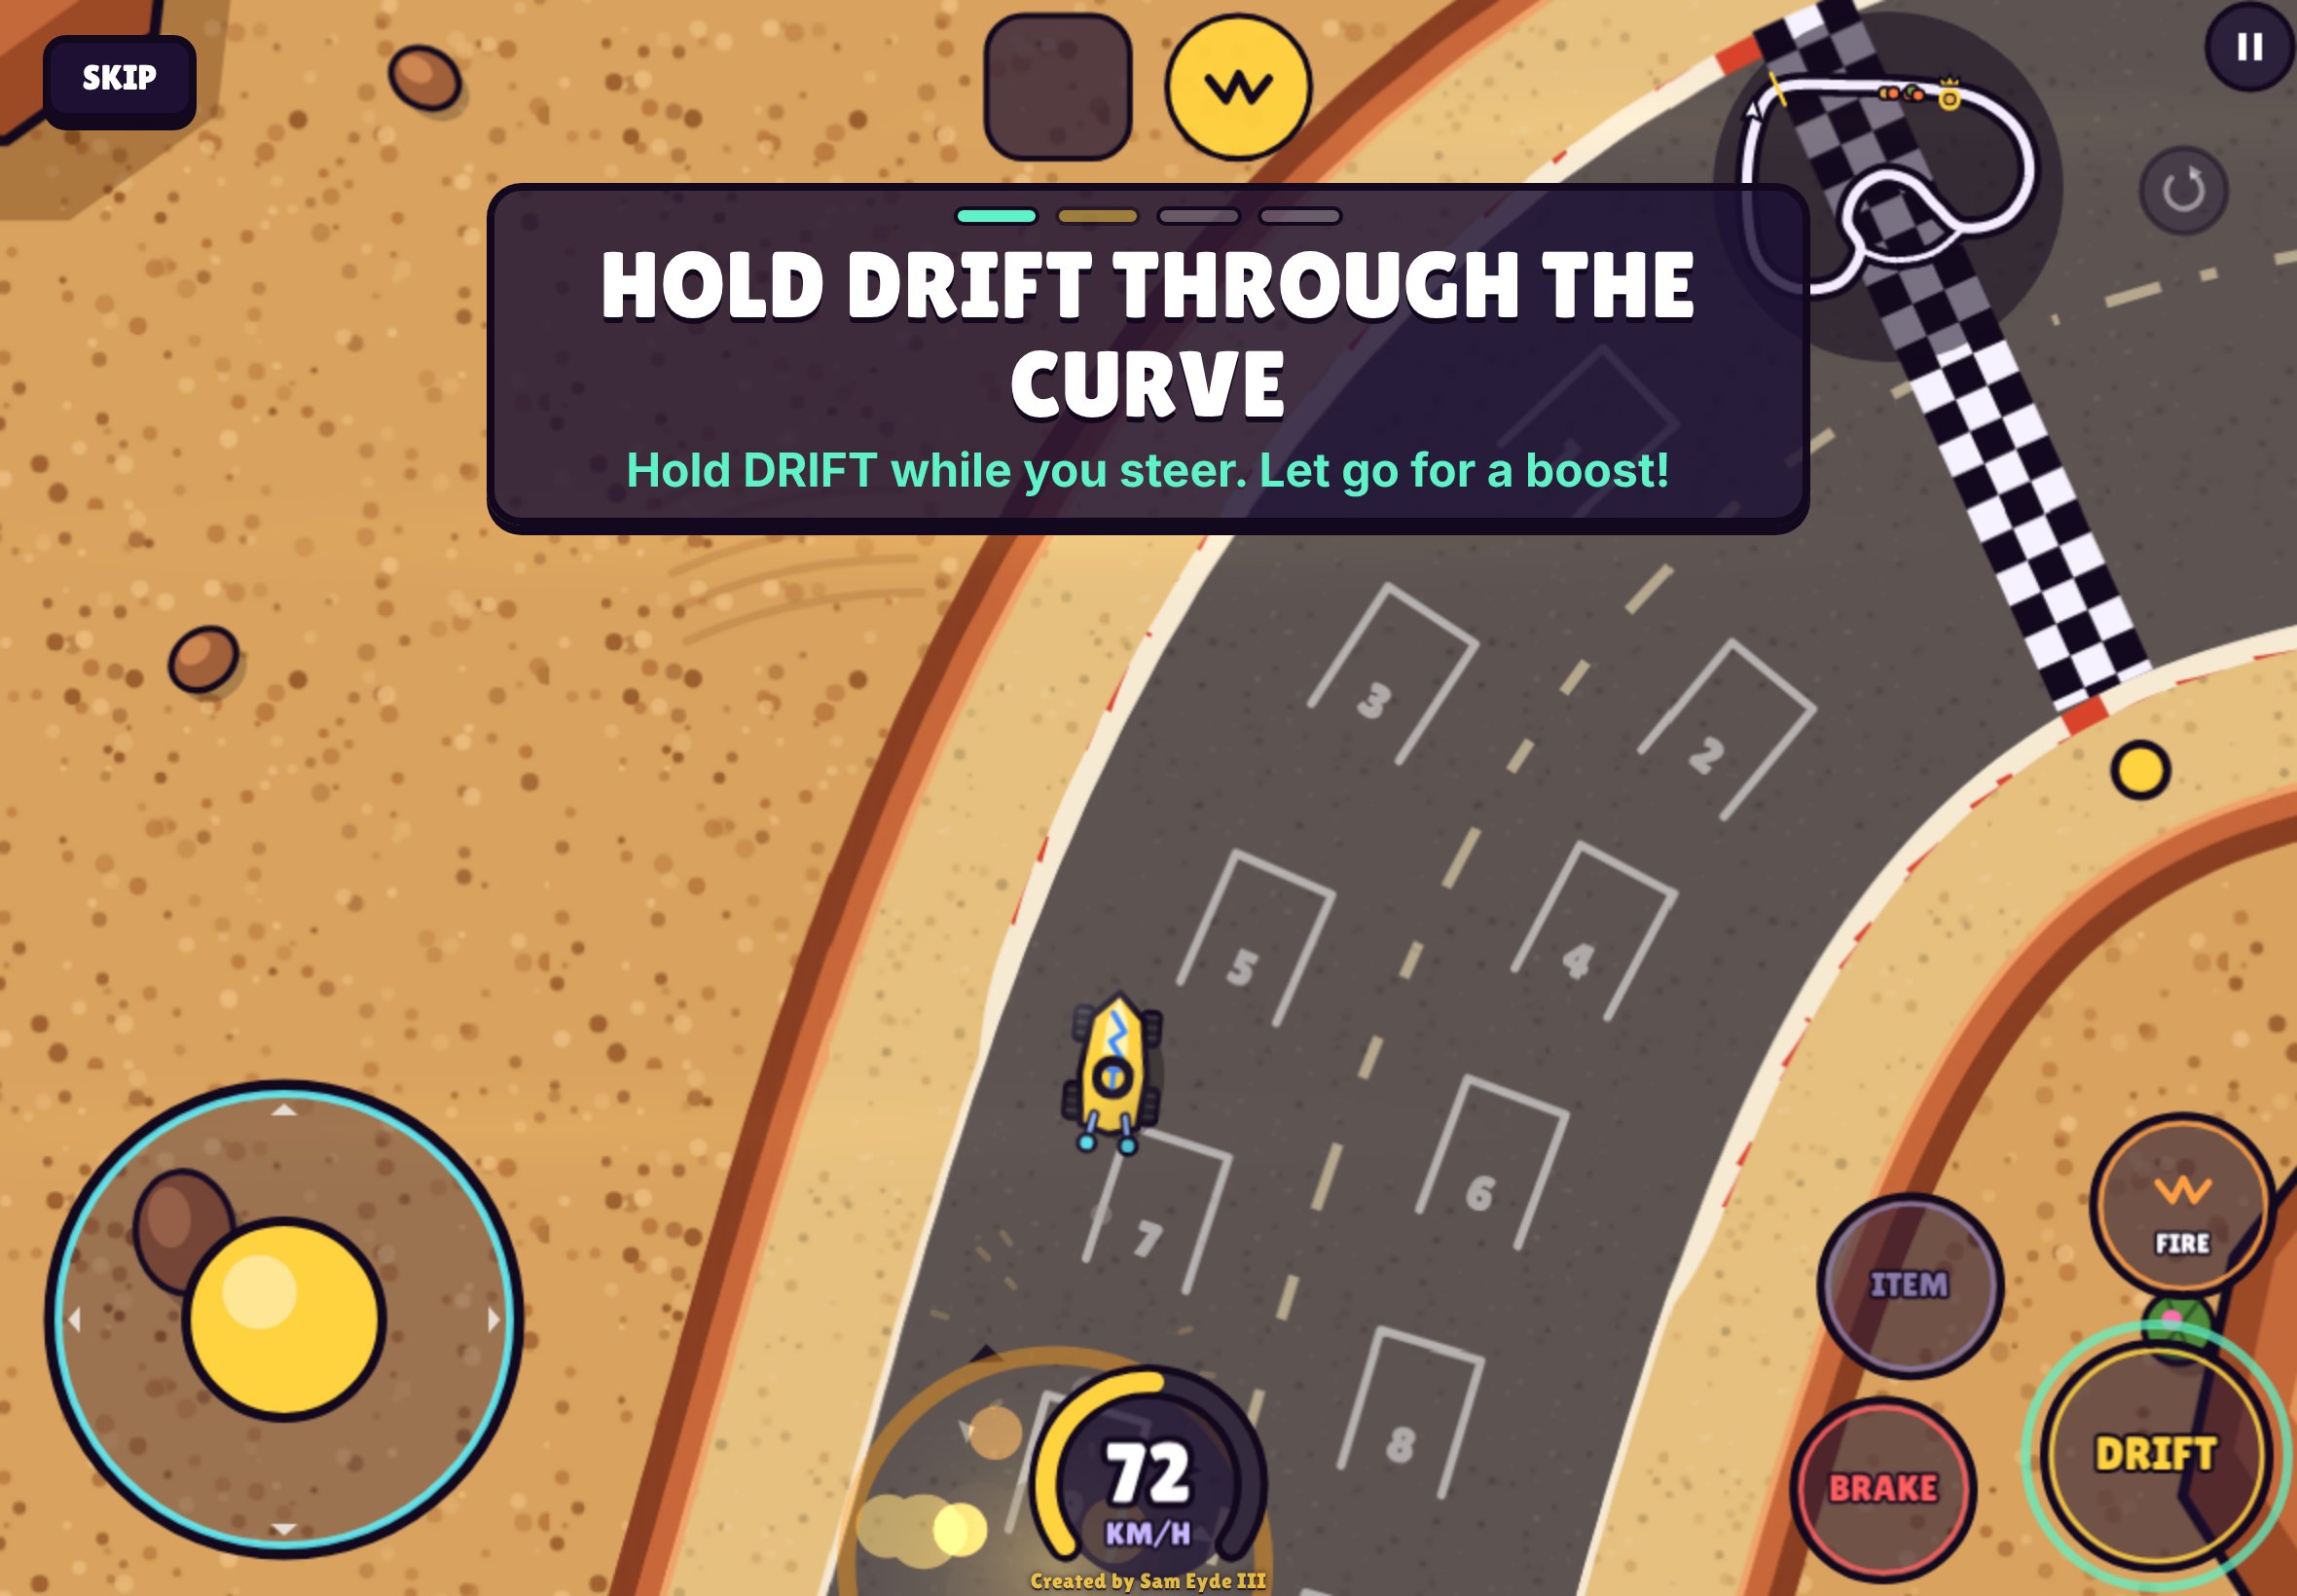 SKIP
HOLD DRIFT THROUGH THE
CURVE
Hold DRIFT while you steer. Let go for a boost!
3
2
5
4
7
6
8
FIRE
ITEM
DRIFT
BRAKE
72
KM/H
Created by Sam Eyde III